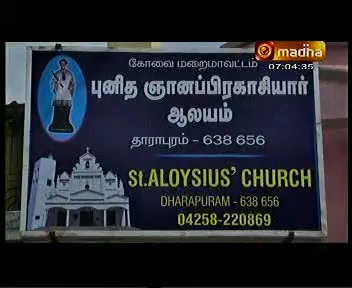 கோவை மறைமாவட்டம்
madha
07:04:35
புனித ஞானப்பிரகாசியார்
ஆலயம்
தாராபுரம் - 638 656
St.ALOYSIUS' CHURCH
DHARAPURAM - 638 656
04258-220869